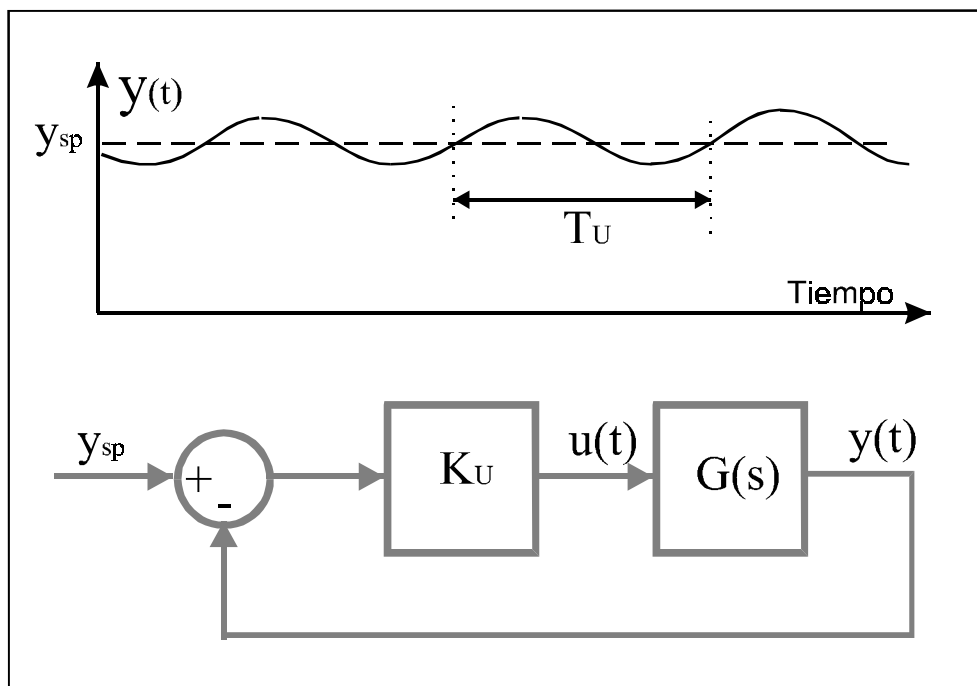 y(t)
ysp
TU
Tiempo
ysp
+
-
KU
u(t)
G(s)
y(t)